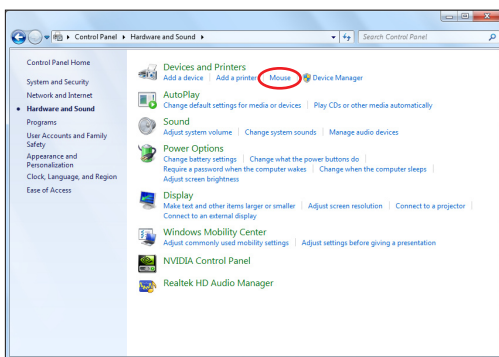 Control Panel ▸ Hardware and Sound ▸
Search Control Panel
Control Panel Home
System and Security
Network and Internet
Hardware and Sound
Programs
User Accounts and Family
Safety
Appearance and
Personalization
Clock, Language, and Region
Ease of Access
Devices and Printers
Add a device | Add a printer | Mouse | Device Manager
AutoPlay
Change default settings for media or devices | Play CDs or other media automatically
Sound
Adjust system volume | Change system sounds | Manage audio devices
Power Options
Change battery settings | Change what the power buttons do |
Require a password when the computer wakes | Change when the computer sleeps |
Adjust screen brightness
Display
Make text and other items larger or smaller | Adjust screen resolution | Connect to a projector |
Connect to an external display
Windows Mobility Center
Adjust commonly used mobility settings | Adjust settings before giving a presentation
NVIDIA Control Panel
Realtek HD Audio Manager